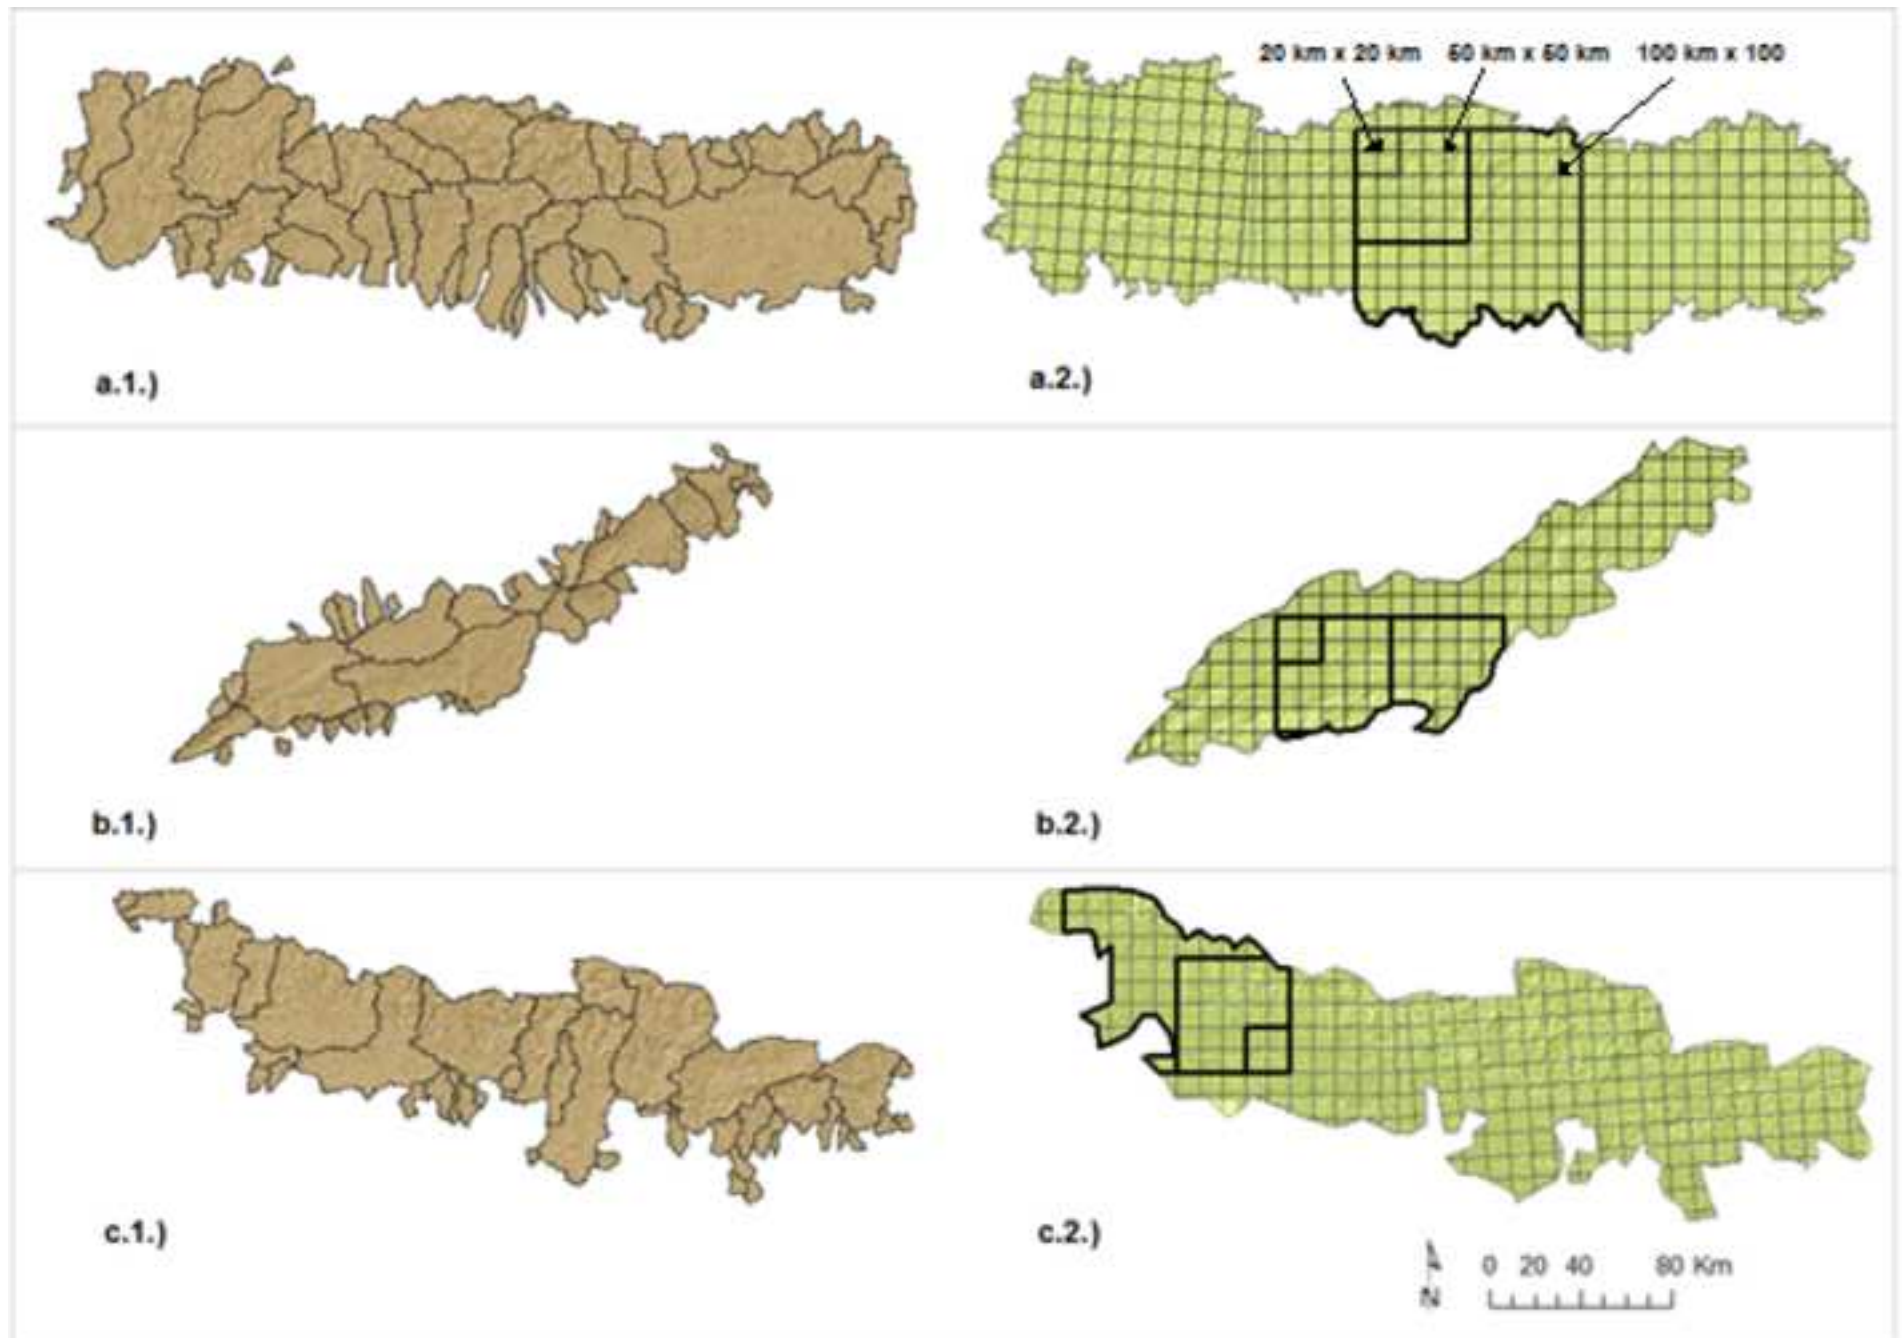 20 km x 20 km 50 km x 50 km 100 km x 100
a.1.) a.2.)
b.1.) b.2.)
c.1.) c.2.)
0 20 40 80 Km
N